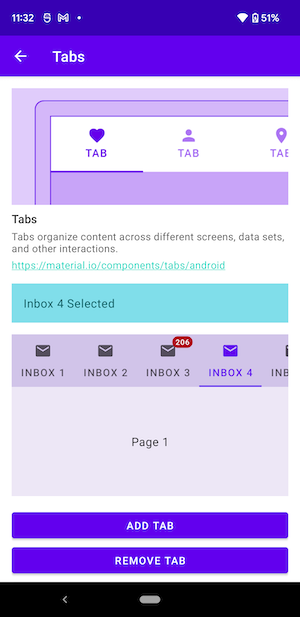 11:32
51%
Tabs
TAB
TAB
TAB
Tabs
Tabs organize content across different screens, data sets,
and other interactions.
https://material.io/components/tabs/android
Inbox 4 Selected
206
INBOX 1
INBOX 2
INBOX 3
INBOX 4
Page 1
ADD TAB
REMOVE TAB